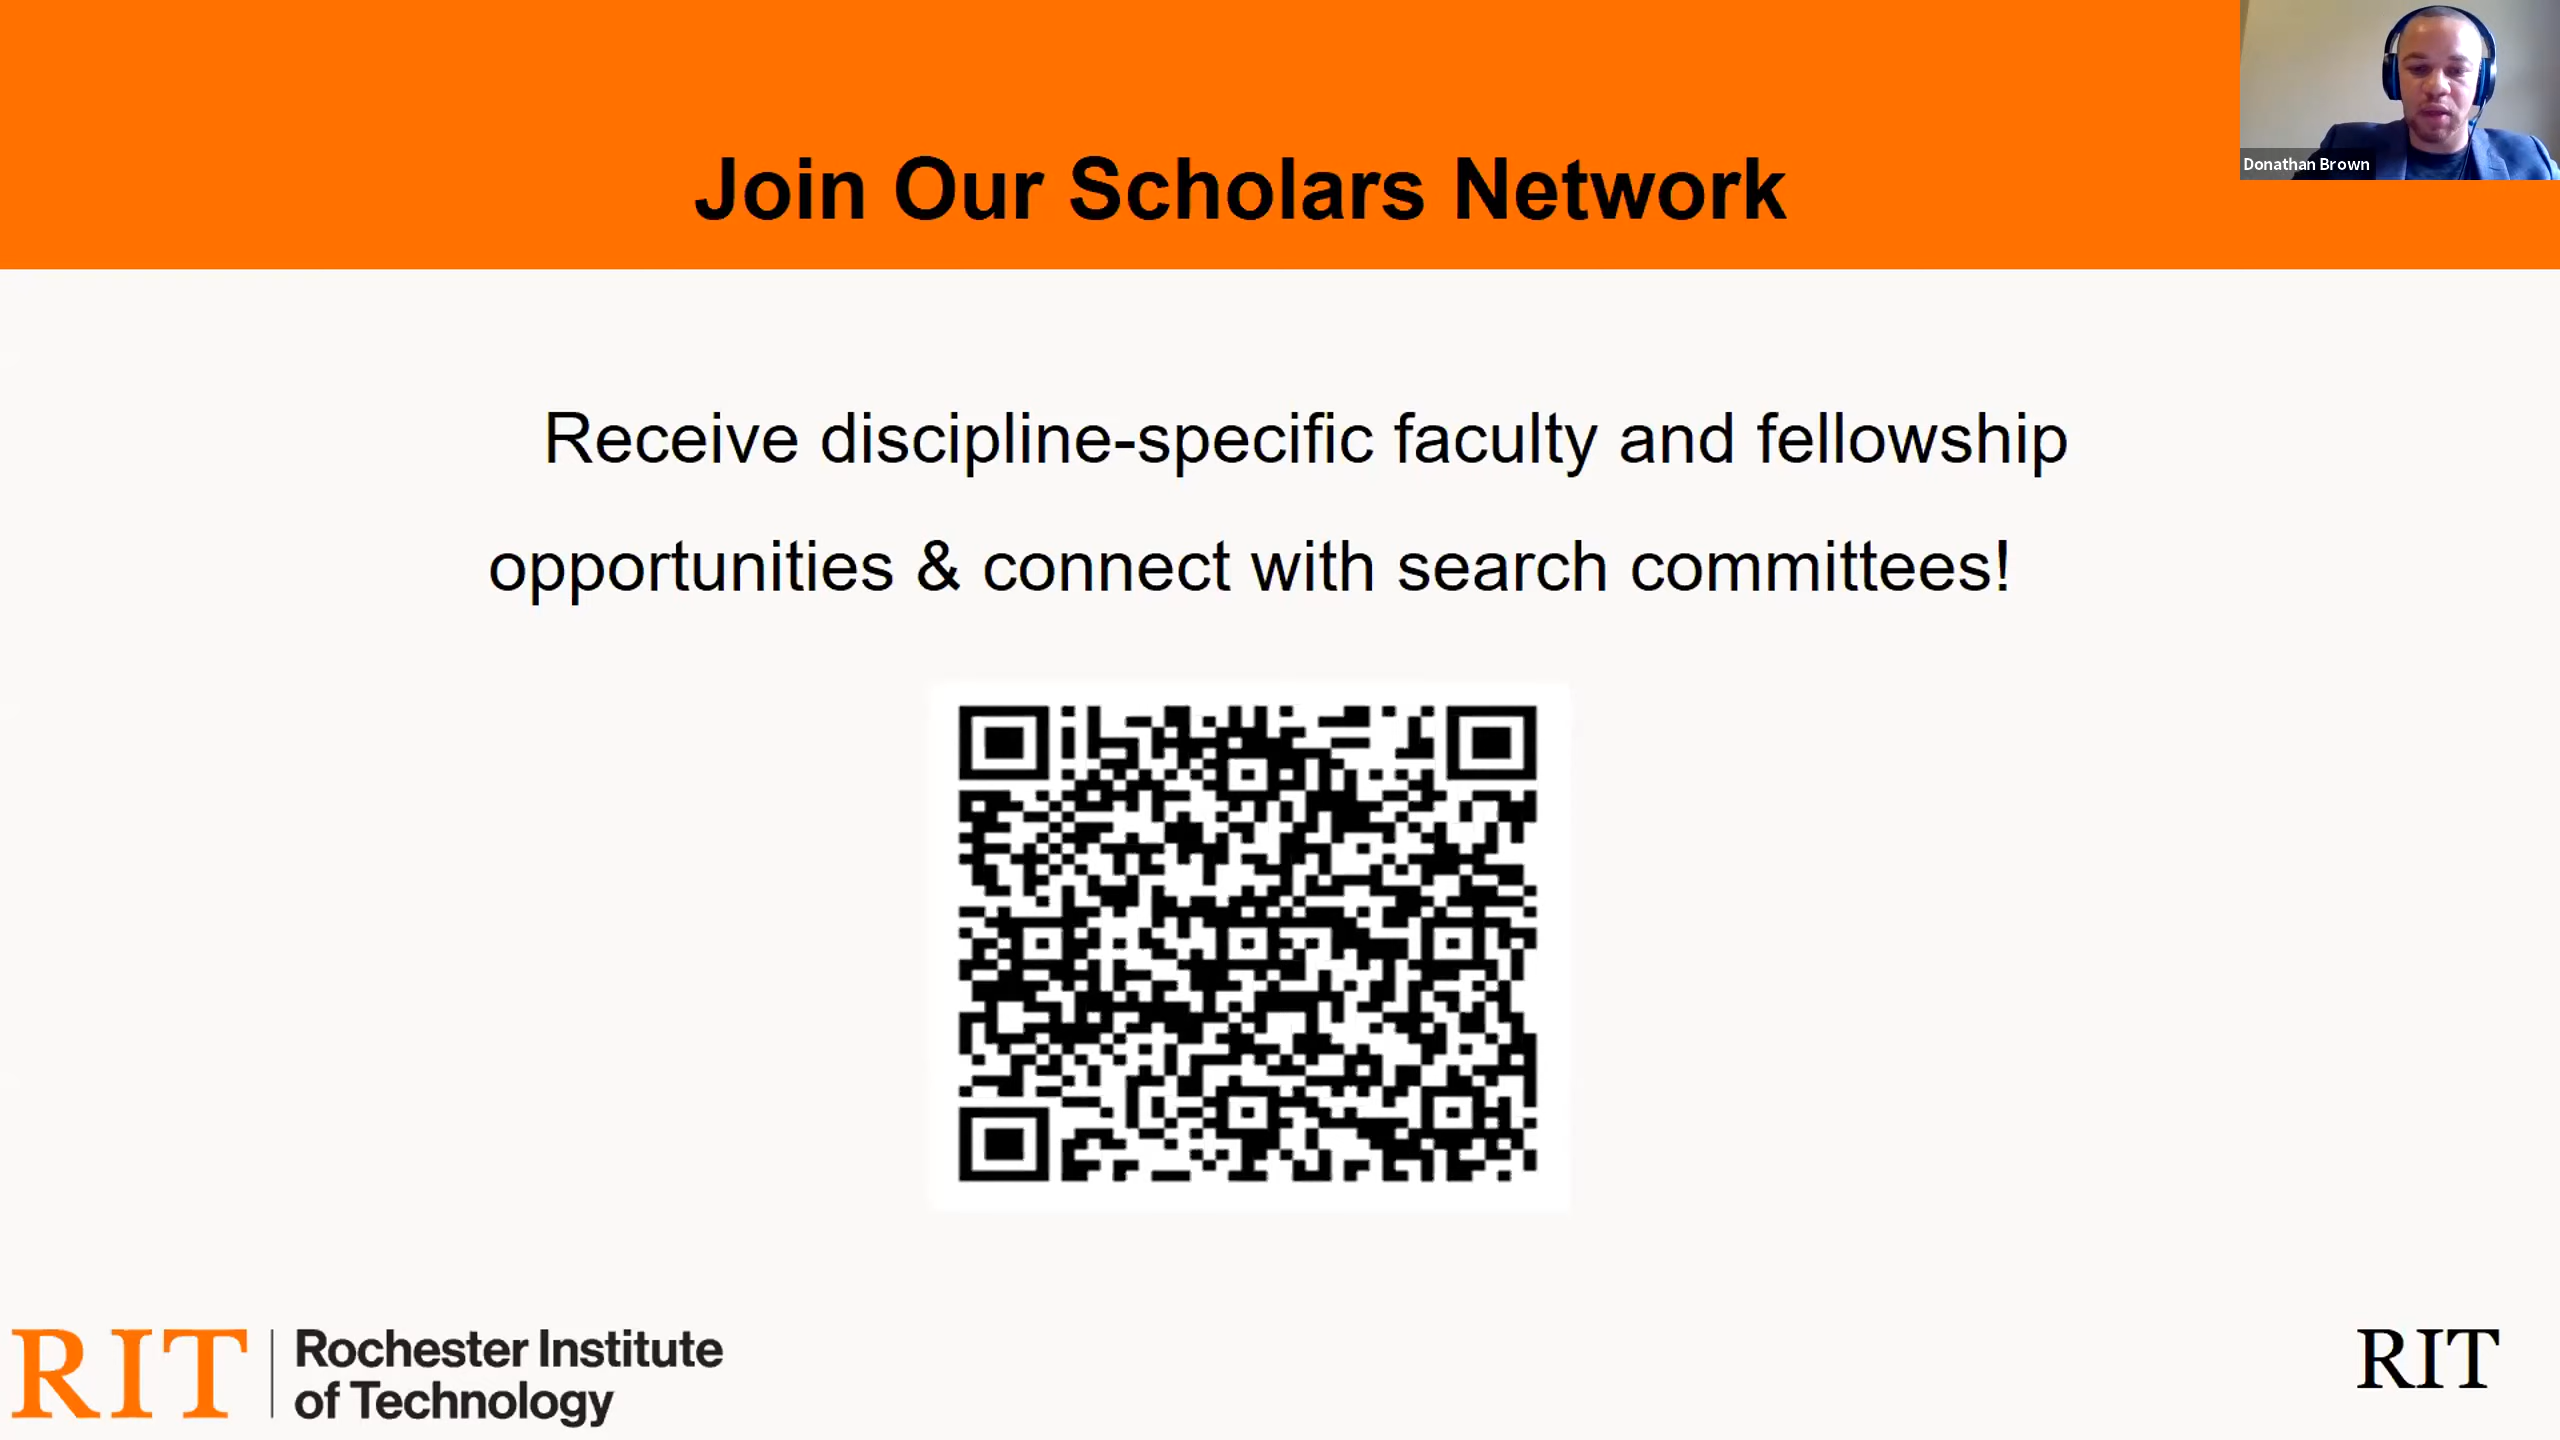 Donathan Brown
Join Our Scholars Network
Receive discipline-specific faculty and fellowship
opportunities & connect with search committees!
RIT
Rochester Institute
of Technology
RIT